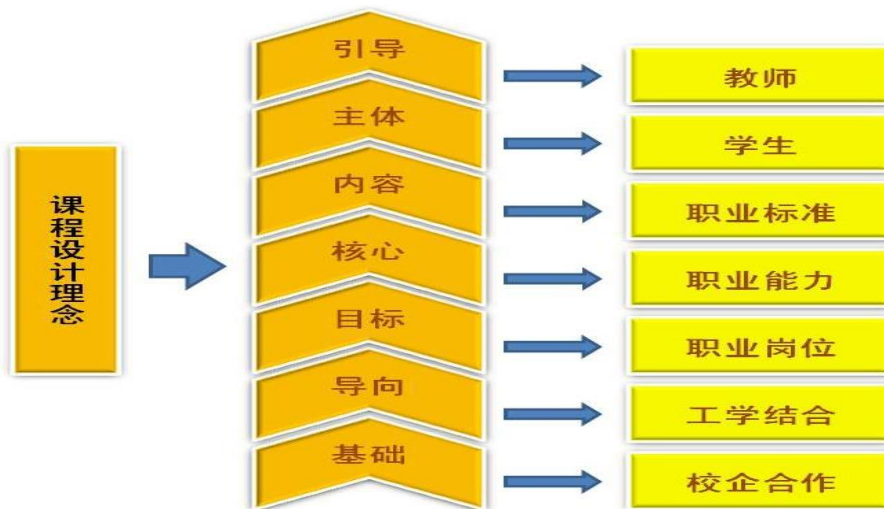 课程设计理念
引导
教师
主体
学生
内容
职业标准
核心
职业能力
目标
职业岗位
导向
工学结合
基础
校企合作